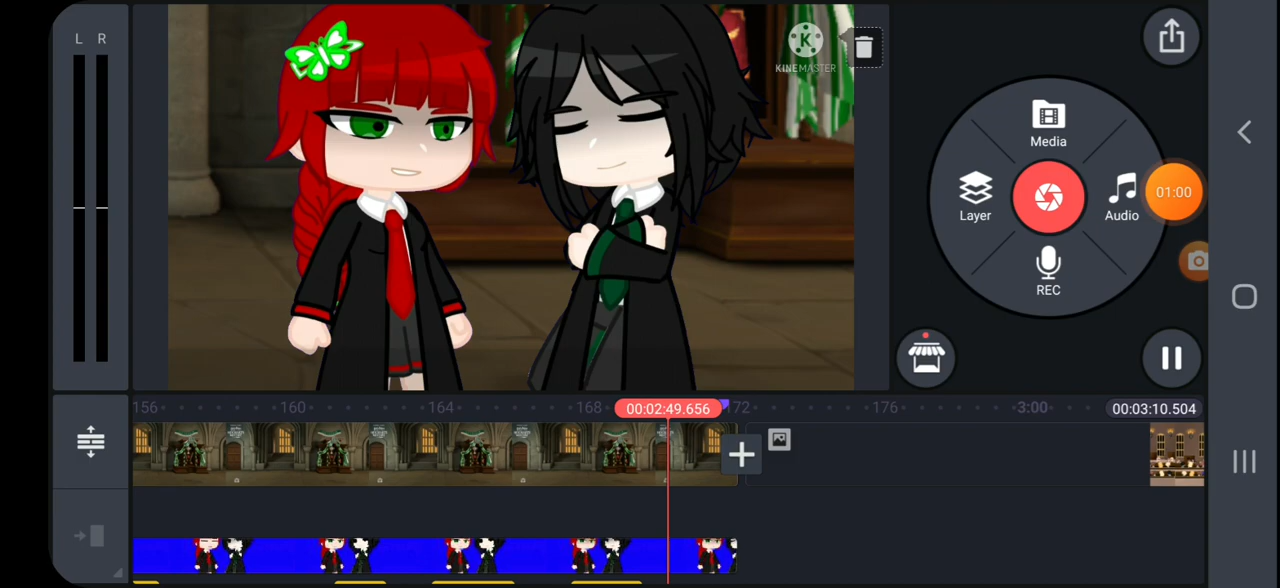 L R
KINEMASTER
Media
Layer
Audio
01:00
REC
156
160
164
168
00:02:49.656
172
176
3:00
00:03:10.504